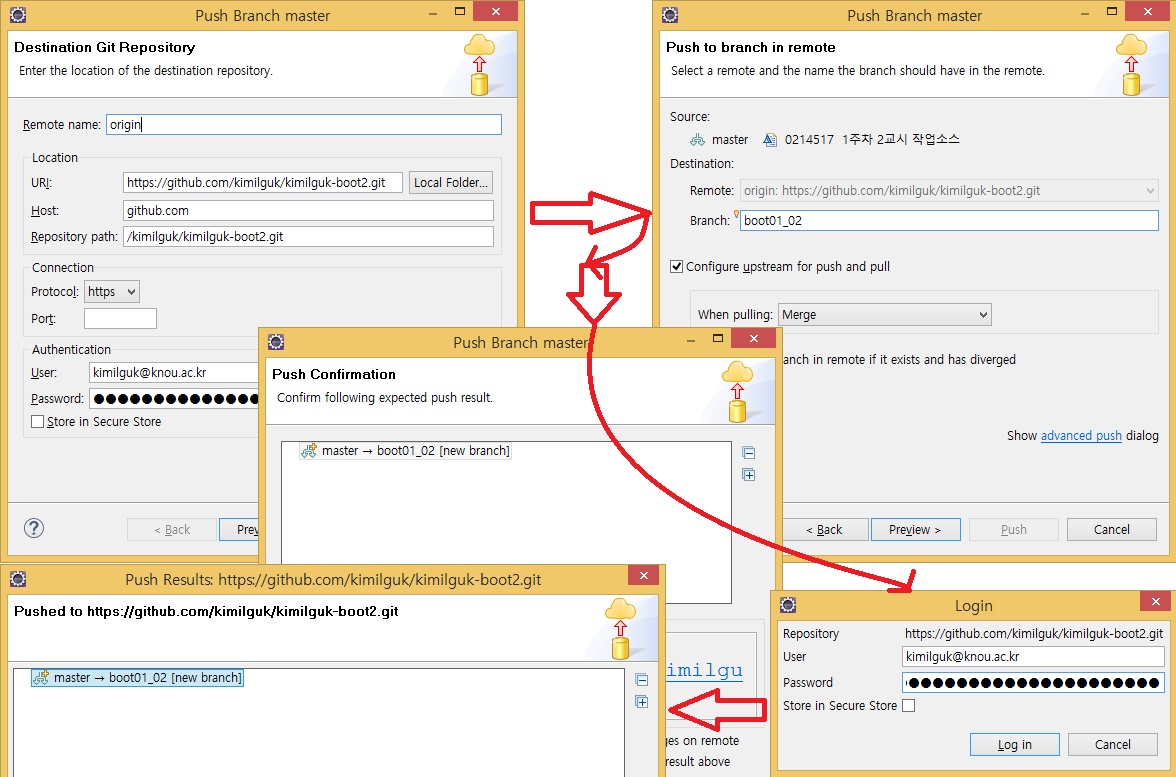 Push Branch master
Destination Git Repository
Enter the location of the destination repository.
Remote name: origin
Location
URI: https://github.com/kimilguk/kimilguk-boot2.git Local Folder...
Host: github.com
Repository path: /kimilguk/kimilguk-boot2.git
Connection
Protocol: https
Port:
Authentication
User: kimilguk@knou.ac.kr
Password: ●●●●●●●●●●●●●●
Store in Secure Store
< Back
Push Branch master
Push to branch in remote
Select a remote and the name the branch should have in the remote.
Source:
master 0214517 1주차 2교시 작업소스
Destination:
Remote: origin: https://github.com/kimilguk/kimilguk-boot2.git
Branch: boot01_02
Configure upstream for push and pull
When pulling: Merge
anch in remote if it exists and has diverged
Show advanced push dialog
< Back Preview > Push Cancel
Push Branch master
Push Confirmation
Confirm following expected push result.
master → boot01_02 [new branch]
Login
Repository https://github.com/kimilguk/kimilguk-boot2.git
User kimilguk@knou.ac.kr
Password ●●●●●●●●●●●●●●●●●●●●●
Store in Secure Store
Log in Cancel
Push Results: https://github.com/kimilguk/kimilguk-boot2.git
Pushed to https://github.com/kimilguk/kimilguk-boot2.git
master → boot01_02 [new branch]
imilgu
ges on remote
result above